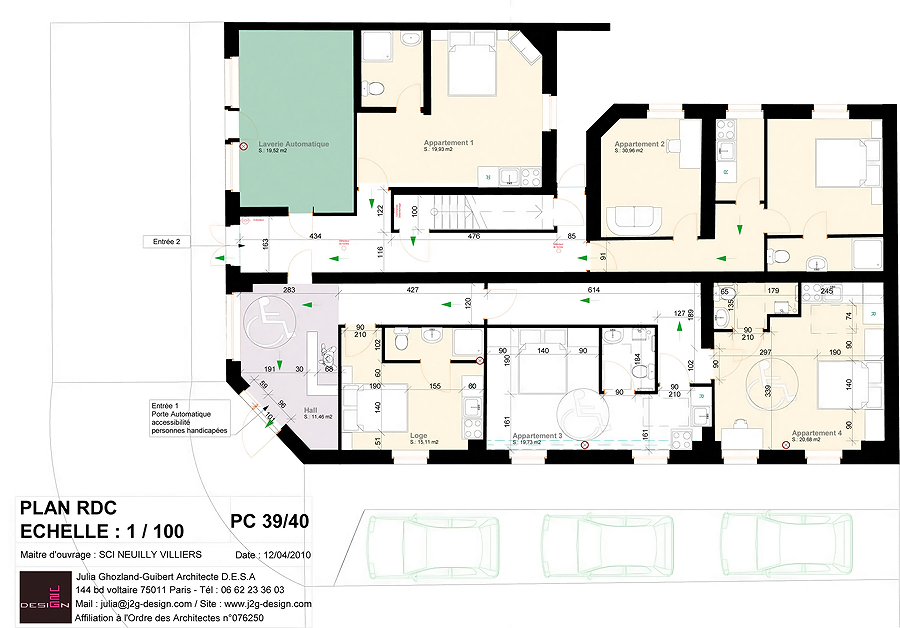 Laverie Automatique
S.: 19,52 m2
Appartement 1
S.: 19,93 m2
Appartement 2
S.: 30,96 m2
R
R
122
100
Entrée 2
163
434
116
476
85
91
283
427
120
614
65
135
179
245
74
R
127
189
90
210
102
90
210
297
90
190
90
191
30
68
60
190
155
60
190
90
140
90
184
102
90
339
140
59
96
101
140
51
161
90
90
210
R
161
90
Entrée 1
Porte Automatique
accessibilité
personnes handicapées
Hall
S.: 11,46 m2
Loge
S.: 15,11 m2
Appartement 3
S.: 19,73 m2
Appartement 4
S.: 20,68 m2
PLAN RDC
ECHELLE : 1 / 100
PC 39/40
Maitre d'ouvrage : SCI NEUILLY VILLIERS
Date : 12/04/2010
J2G
DESIGN
Julia Ghozland-Guibert Architecte D.E.S.A
144 bd voltaire 75011 Paris - Tél : 06 62 23 36 03
Mail : julia@j2g-design.com / Site : www.j2g-design.com
Affiliation à l'Ordre des Architectes n°076250